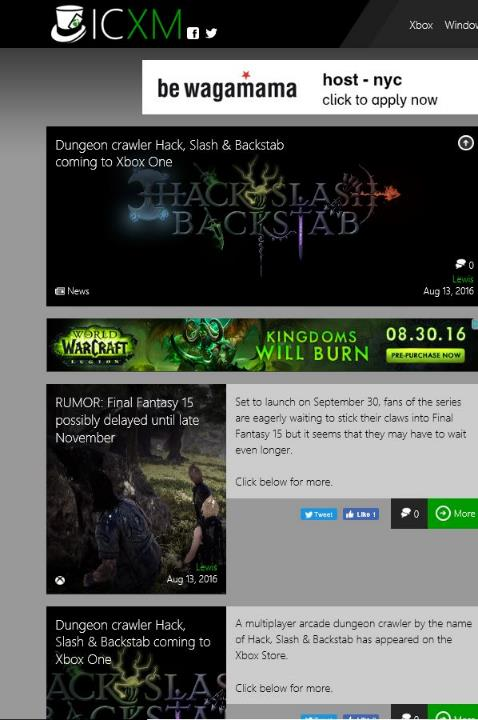 ICXM
Xbox Window
be wagamama
host - nyc
click to apply now
Dungeon crawler Hack, Slash & Backstab
coming to Xbox One
HACK SLASH
BACKSTAB
0
Lewis
News
Aug 13, 2016
WORLD
WARCRAFT
LEGION
KINGDOMS
WILL BURN
08.30.16
PRE-PURCHASE NOW
RUMOR: Final Fantasy 15
possibly delayed until late
November
Lewis
Aug 13, 2016
Set to launch on September 30, fans of the series
are eagerly waiting to stick their claws into Final
Fantasy 15 but it seems that they may have to wait
even longer.
Click below for more.
Tweet
Like 1
0
More
Dungeon crawler Hack,
Slash & Backstab coming to
Xbox One
ACK SLAS
BACKSTAB
A multiplayer arcade dungeon crawler by the name
of Hack, Slash & Backstab has appeared on the
Xbox Store.
Click below for more.